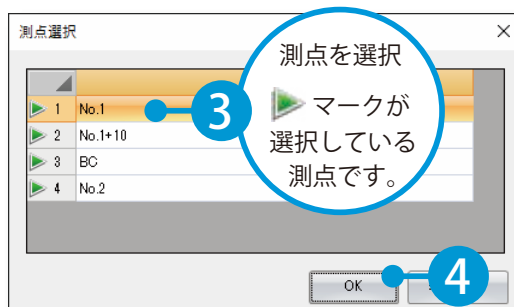 測点選択
測点を選択
マークが
選択している
測点です。
3
1 No.1
2 No.1+10
3 BC
4 No.2
OK
4